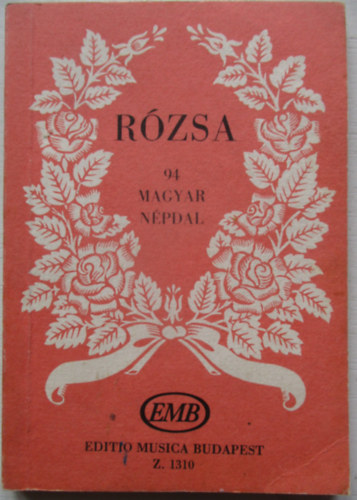 RÓZSA
94
MAGYAR
NÉPDAL
EMB
EDITIO MUSICA BUDAPEST
Z. 1310